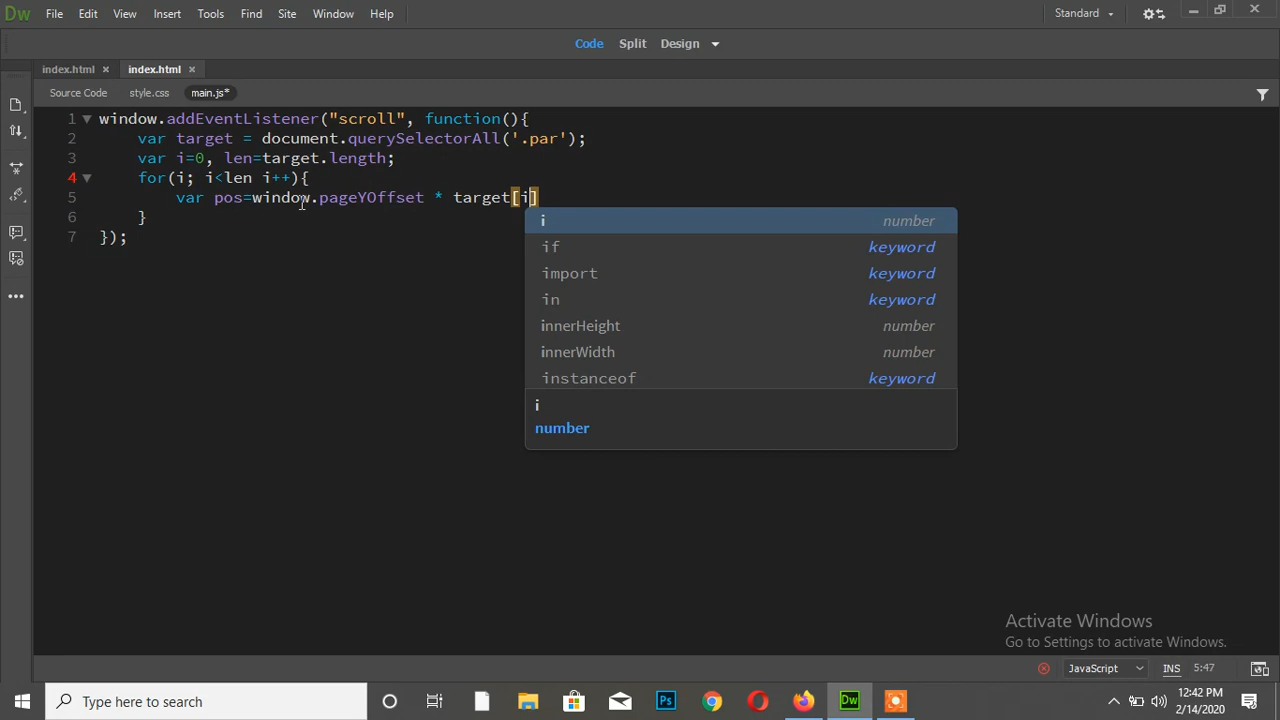 Dw File Edit View Insert Tools Find Site Window Help Standard
Code Split Design
index.html × index.html ×
Source Code style.css main.js*
1 window.addEventListener("scroll", function(){
2 var target = document.querySelectorAll('.par');
3 var i=0, len=target.length;
4 for(i; i<len i++){
5 var pos=window.pageYOffset * target[i]
6 }
7 });
i number
if keyword
import keyword
in keyword
innerHeight number
innerWidth number
instanceof keyword
i
number
Activate Windows
Go to Settings to activate Windows.
JavaScript INS 5:47
Type here to search
Ps Dw
12:42 PM
2/14/2020